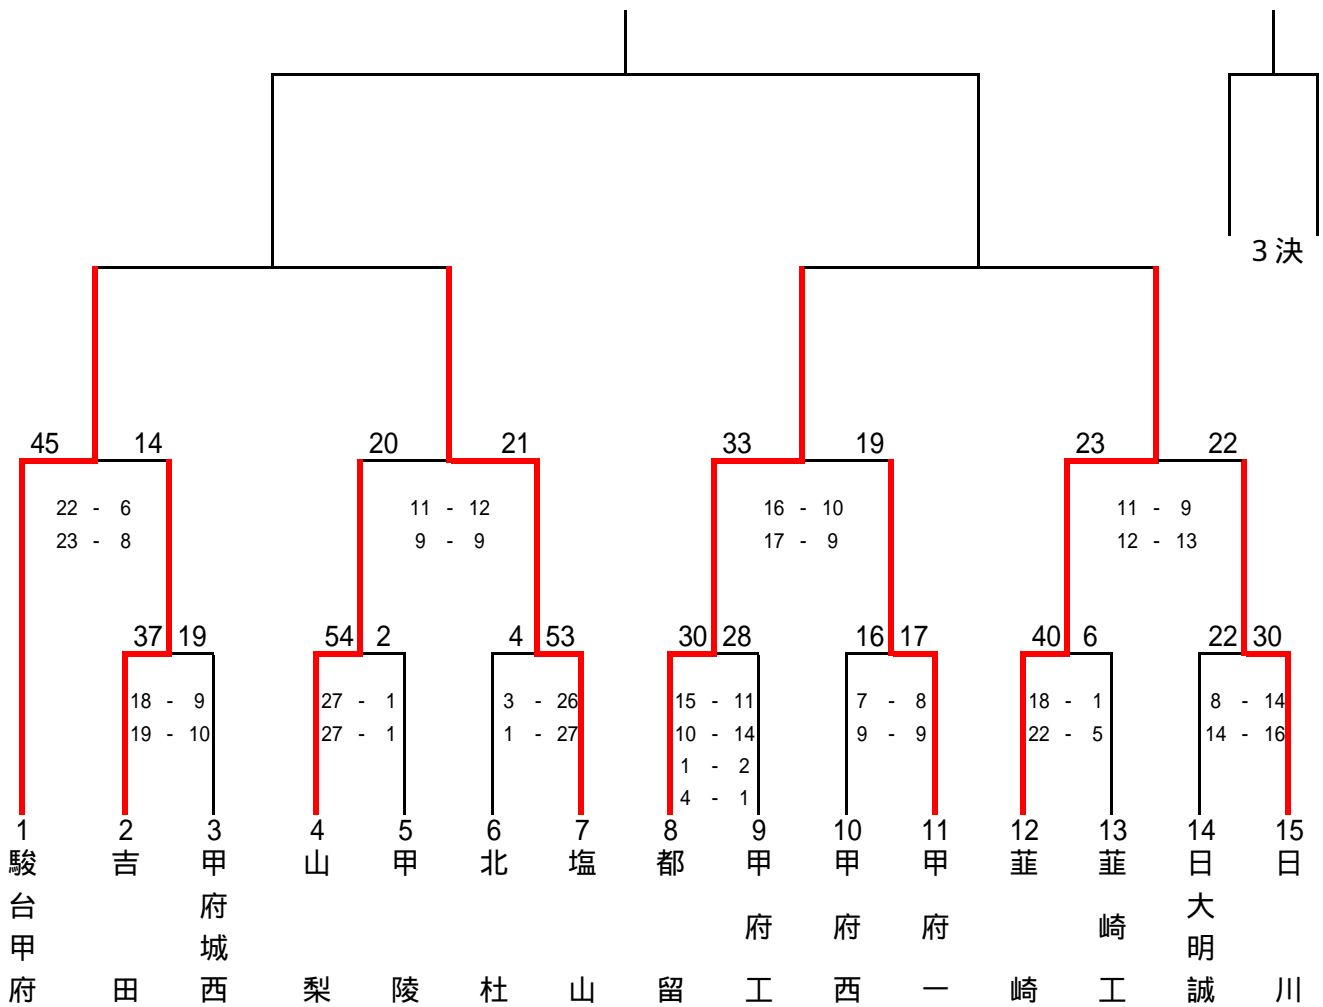 3決
45 14 20 21 33 19 23 22
22 - 6 11 - 12 16 - 10 11 - 9
23 - 8 9 - 9 17 - 9 12 - 13
37 19 54 2 4 53 30 28 16 17 40 6 22 30
18 - 9 27 - 1 3 - 26 15 - 11 7 - 8 18 - 1 8 - 14
19 - 10 27 - 1 1 - 27 10 - 14 9 - 9 22 - 5 14 - 16
1 - 2
4 - 1
1 2 3 4 5 6 7 8 9 10 11 12 13 14 15
駿台甲府
吉田
甲府城西
山梨
甲陵
北杜
塩山
都留
甲府工
甲府西
甲府一
韮崎
韮崎工
日大明誠
日川